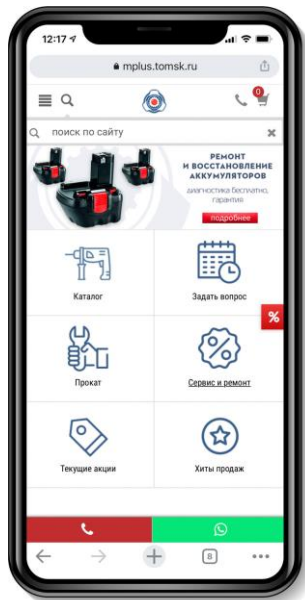 12:17
mplus.tomsk.ru
0
поиск по сайту
РЕМОНТ
И ВОССТАНОВЛЕНИЕ
АККУМУЛЯТОРОВ
диагностика бесплатно,
гарантия
подробнее
Каталог
Задать вопрос
%
Прокат
Сервис и ремонт
Текущие акции
Хиты продаж
8